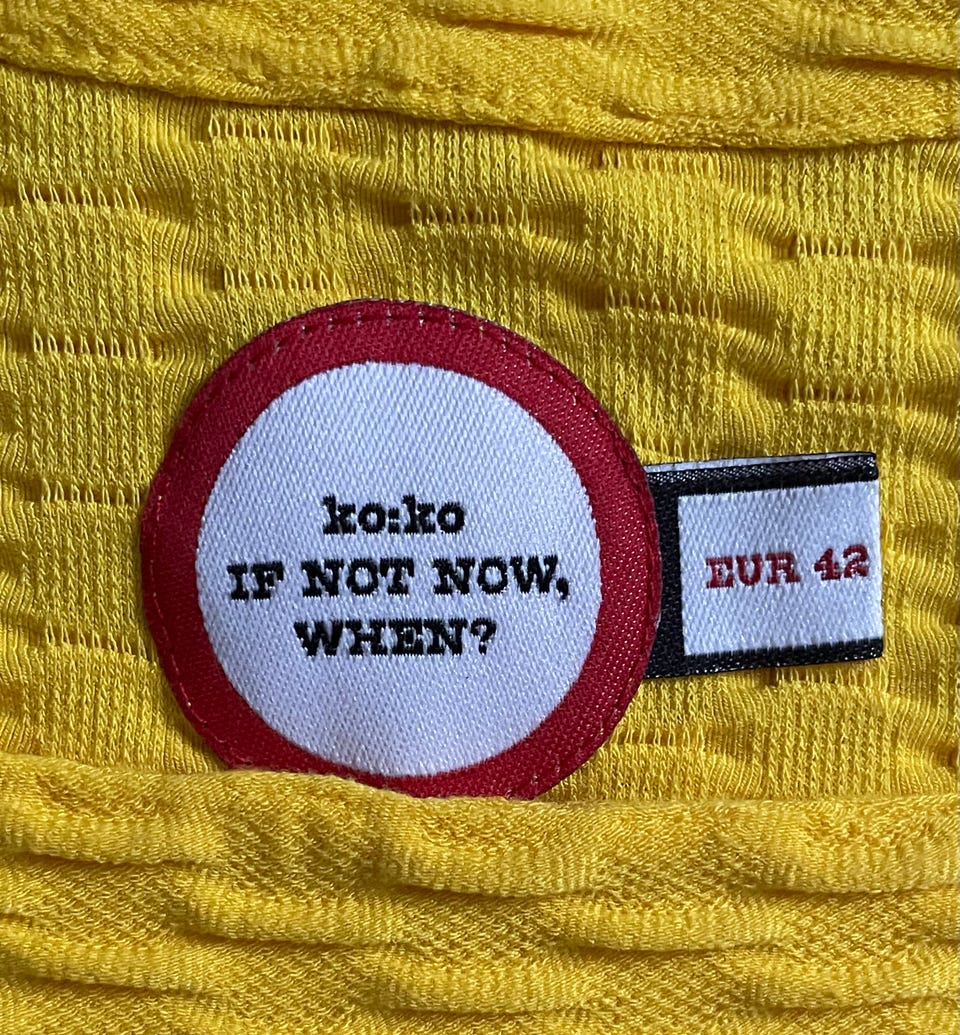 ko:ko
IF NOT NOW,
WHEN?
EUR 42